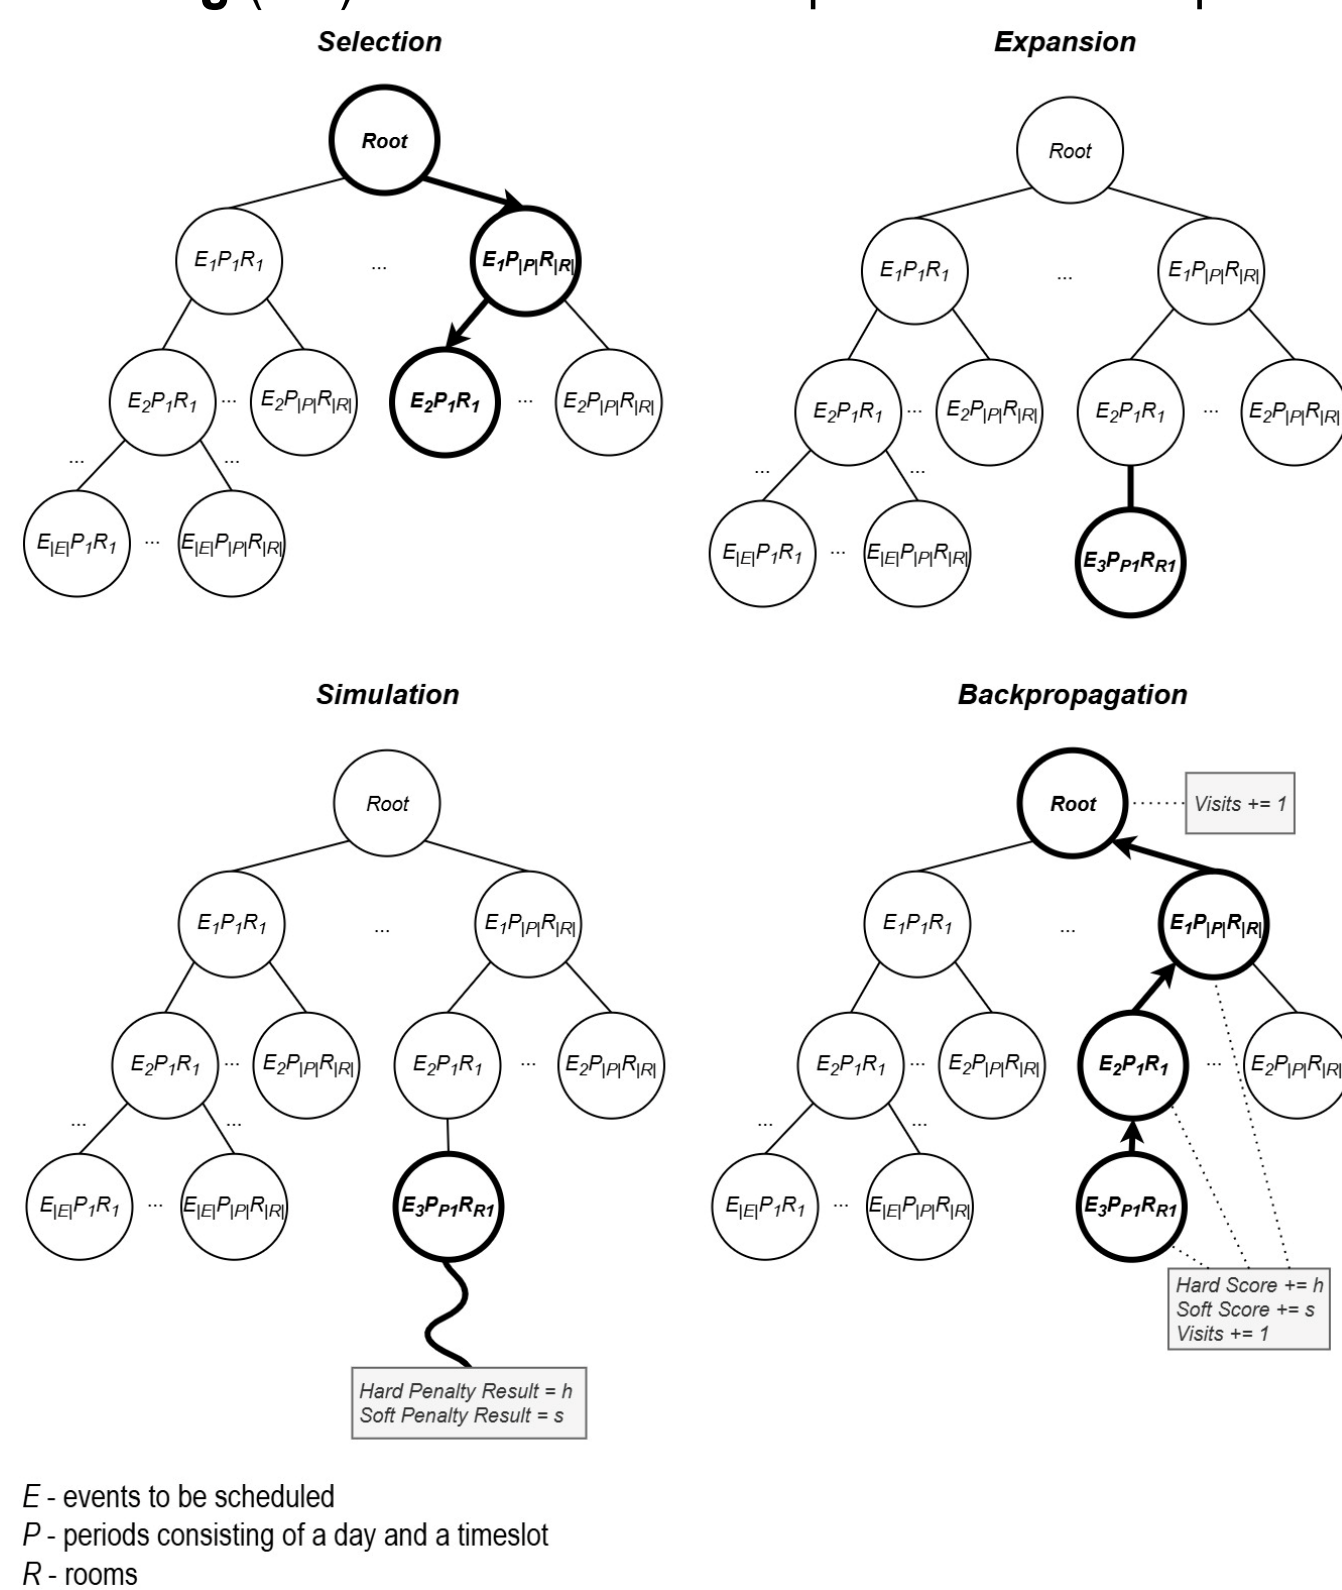 Selection
Root
E1P1R1 ... E1P|P|R|R|
E2P1R1 ... E2P|P|R|R| E2P1R1 ... E2P|P|R|R|
... ...
E|E|P1R1 ... E|E|P|P|R|R|
Expansion
Root
E1P1R1 ... E1P|P|R|R|
E2P1R1 ... E2P|P|R|R| E2P1R1 ... E2P|P|R|R|
... ...
E|E|P1R1 ... E|E|P|P|R|R| E3PP1RR1
Simulation
Root
E1P1R1 ... E1P|P|R|R|
E2P1R1 ... E2P|P|R|R| E2P1R1 ... E2P|P|R|R|
... ...
E|E|P1R1 ... E|E|P|P|R|R| E3PP1RR1
Hard Penalty Result = h
Soft Penalty Result = s
Backpropagation
Root
Visits += 1
E1P1R1 ... E1P|P|R|R|
E2P1R1 ... E2P|P|R|R| E2P1R1 ... E2P|P|R|R|
... ...
E|E|P1R1 ... E|E|P|P|R|R| E3PP1RR1
Hard Score += h
Soft Score += s
Visits += 1
E - events to be scheduled
P - periods consisting of a day and a timeslot
R - rooms